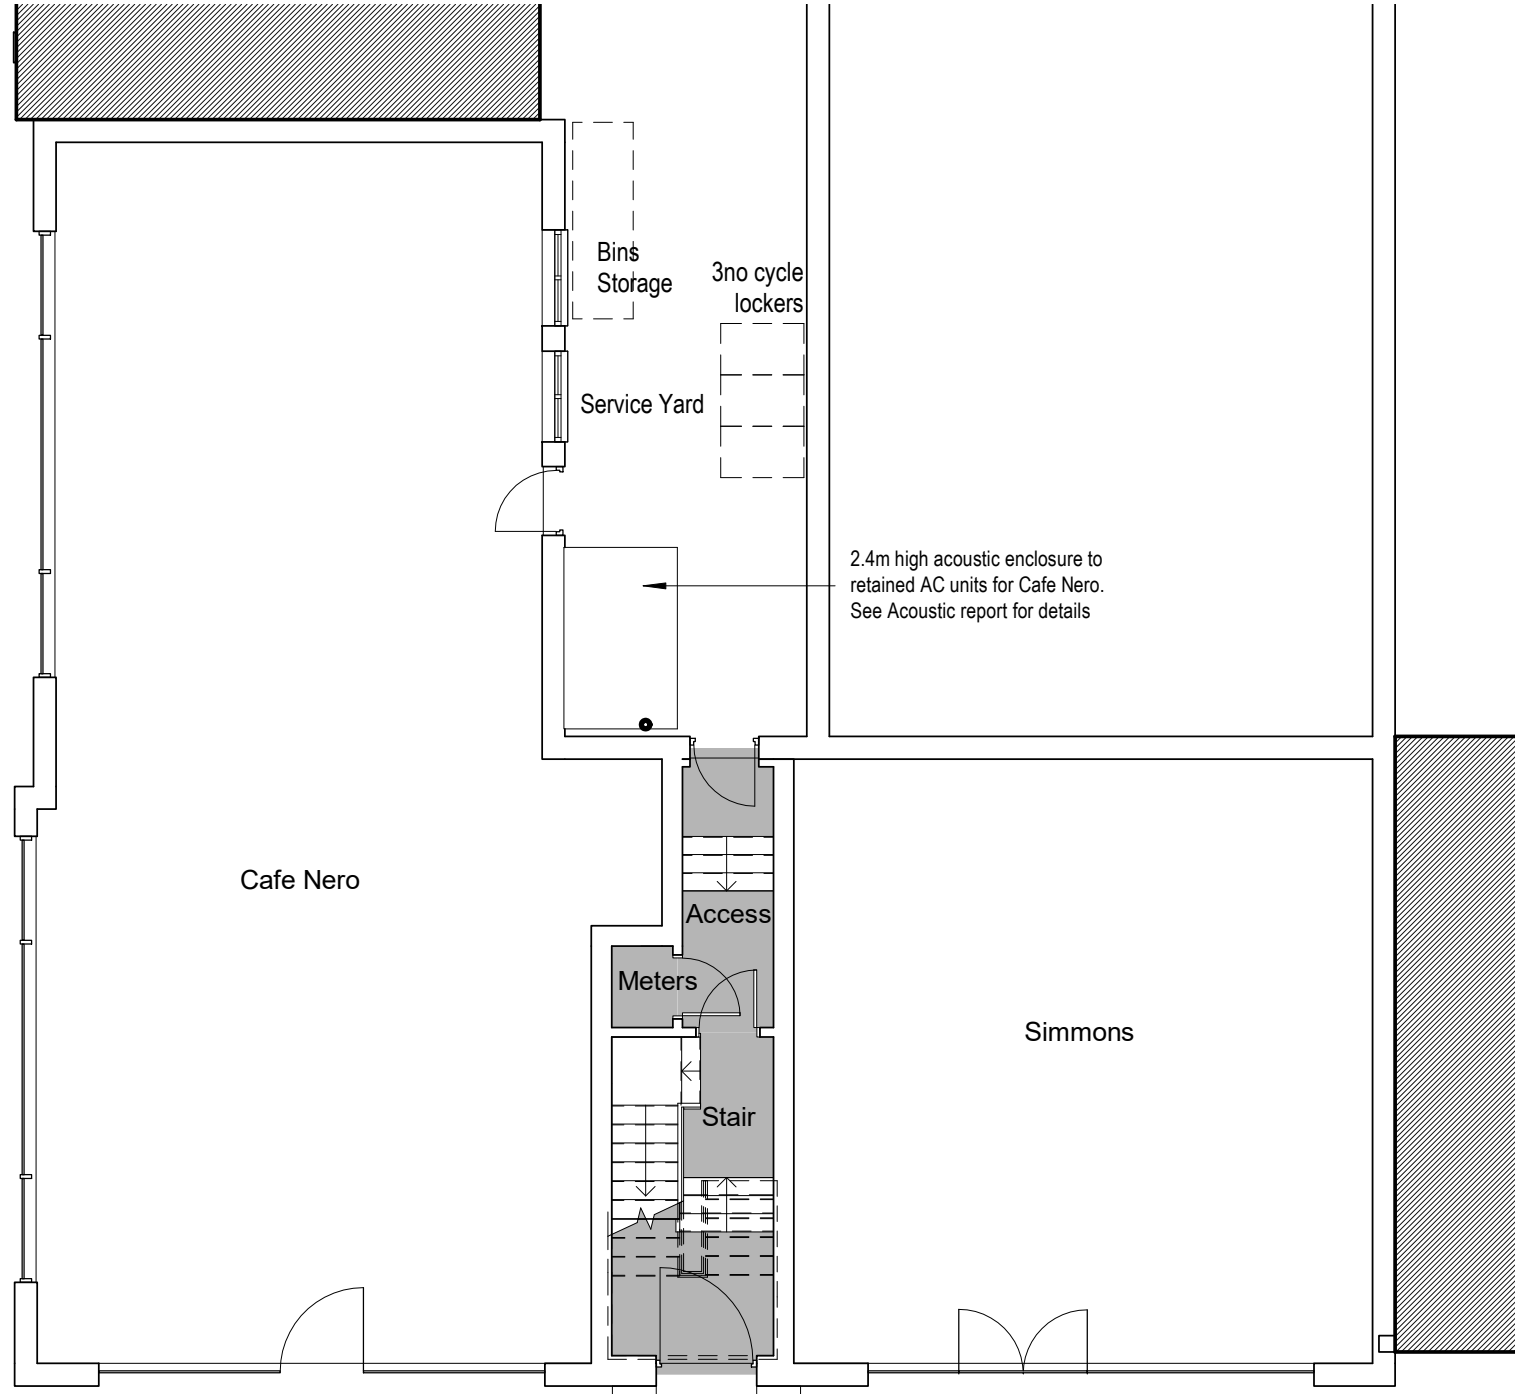 Bins
Storage
3no cycle
lockers
Service Yard
2.4m high acoustic enclosure to
retained AC units for Cafe Nero.
See Acoustic report for details
Cafe Nero
Access
Meters
Simmons
Stair